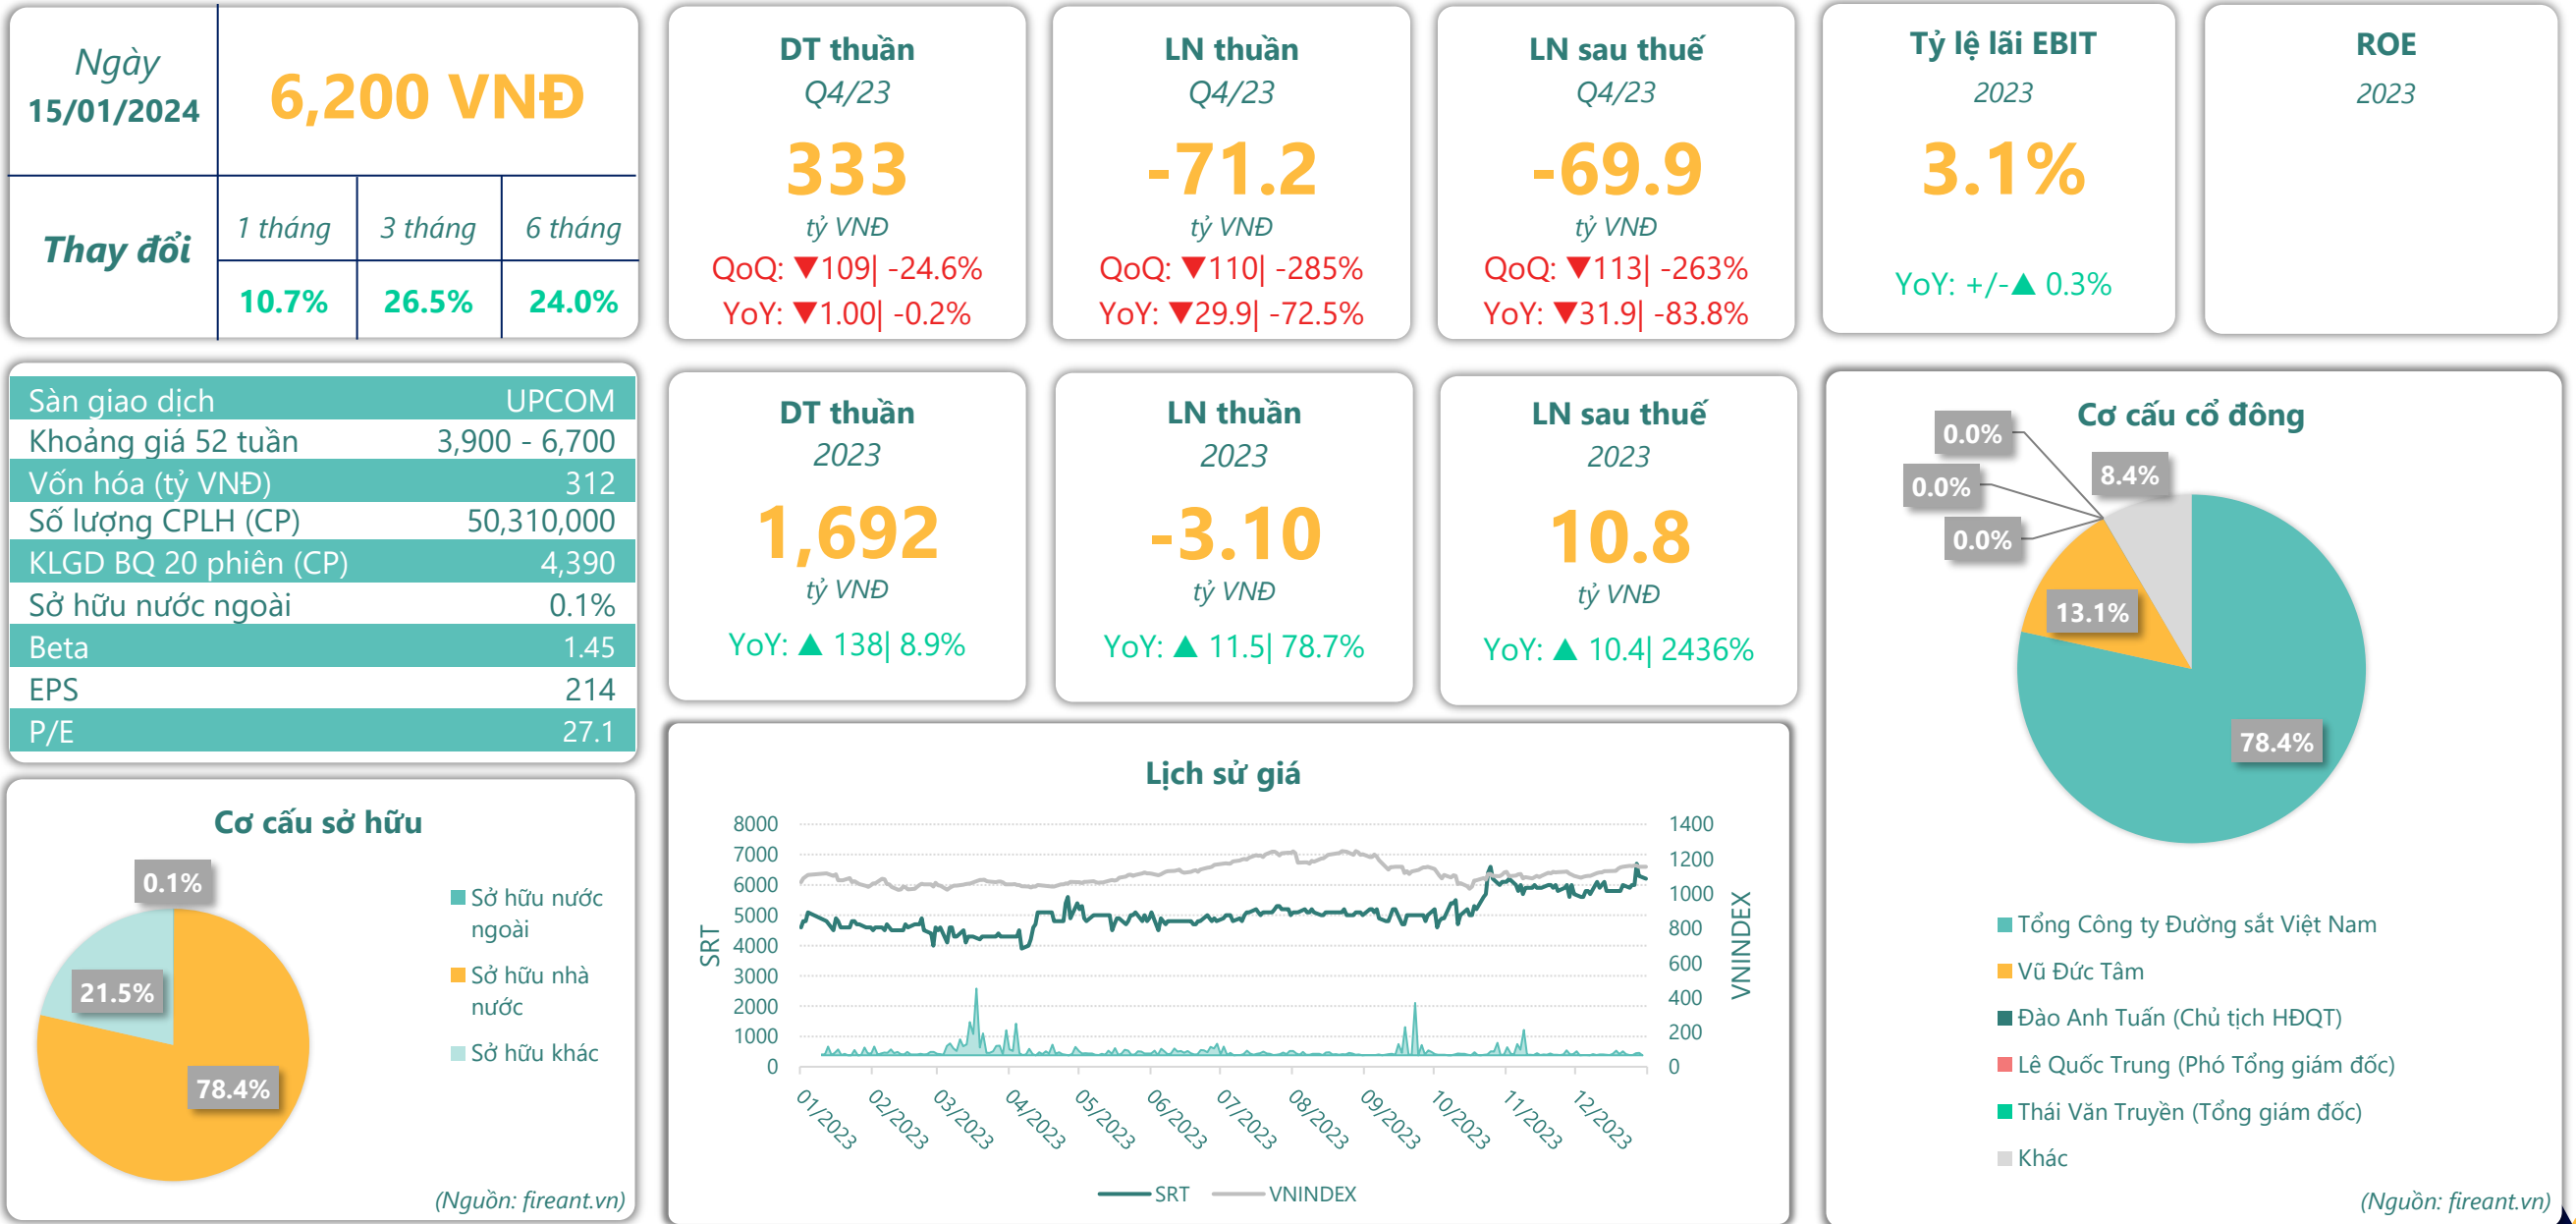 Ngày
15/01/2024
6,200 VNĐ
Thay đổi
1 tháng
3 tháng
6 tháng
10.7%
26.5%
24.0%
DT thuần
Q4/23
333
tỷ VNĐ
QoQ: ▼109| -24.6%
YoY: ▼1.00| -0.2%
LN thuần
Q4/23
-71.2
tỷ VNĐ
QoQ: ▼110| -285%
YoY: ▼29.9| -72.5%
LN sau thuế
Q4/23
-69.9
tỷ VNĐ
QoQ: ▼113| -263%
YoY: ▼31.9| -83.8%
Tỷ lệ lãi EBIT
2023
3.1%
YoY: +/-▲ 0.3%
ROE
2023
Sàn giao dịch UPCOM
Khoảng giá 52 tuần 3,900 - 6,700
Vốn hóa (tỷ VNĐ) 312
Số lượng CPLH (CP) 50,310,000
KLGD BQ 20 phiên (CP) 4,390
Sở hữu nước ngoài 0.1%
Beta 1.45
EPS 214
P/E 27.1
DT thuần
2023
1,692
tỷ VNĐ
YoY: ▲ 138| 8.9%
LN thuần
2023
-3.10
tỷ VNĐ
YoY: ▲ 11.5| 78.7%
LN sau thuế
2023
10.8
tỷ VNĐ
YoY: ▲ 10.4| 2436%
Cơ cấu cổ đông
0.0%
0.0%
0.0%
8.4%
13.1%
78.4%
Tổng Công ty Đường sắt Việt Nam
Vũ Đức Tâm
Đào Anh Tuấn (Chủ tịch HĐQT)
Lê Quốc Trung (Phó Tổng giám đốc)
Thái Văn Truyền (Tổng giám đốc)
Khác
(Nguồn: fireant.vn)
Cơ cấu sở hữu
0.1%
21.5%
78.4%
Sở hữu nước
ngoài
Sở hữu nhà
nước
Sở hữu khác
(Nguồn: fireant.vn)
Lịch sử giá
SRT
8000
7000
6000
5000
4000
3000
2000
1000
0
1400
1200
1000
800
600
400
200
0
VNINDEX
01/2023
02/2023
03/2023
04/2023
05/2023
06/2023
07/2023
08/2023
09/2023
10/2023
11/2023
12/2023
SRT
VNINDEX